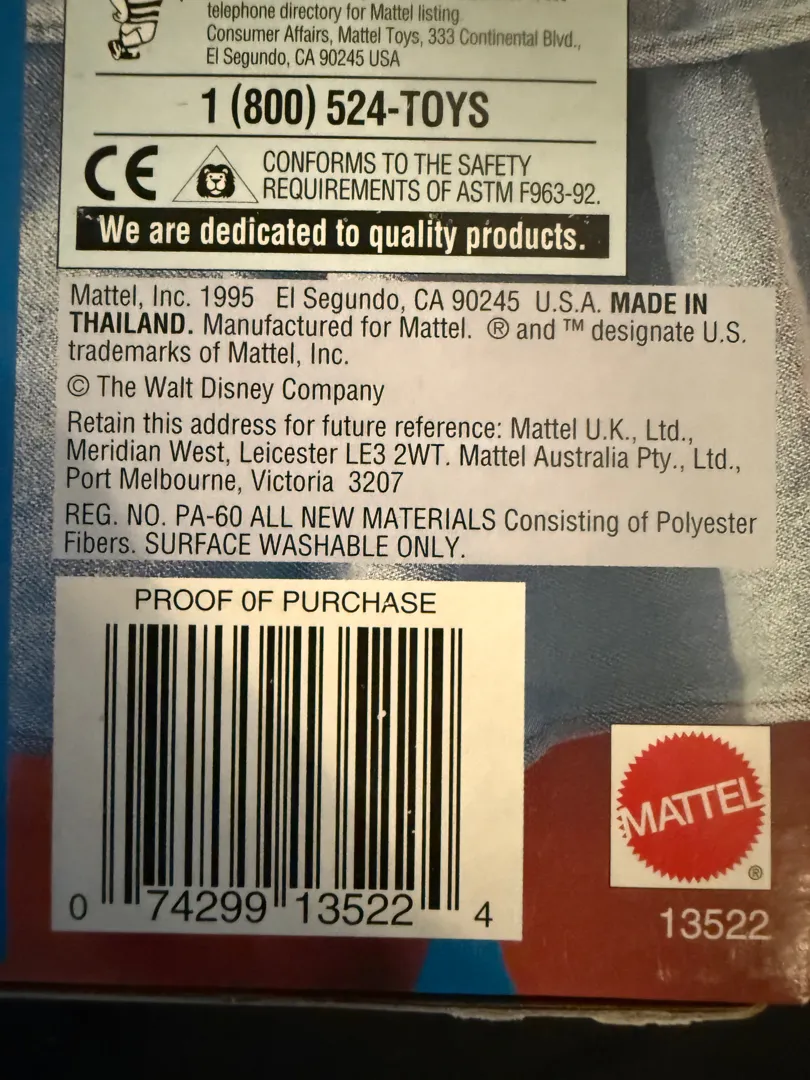 telephone directory for Mattel listing
Consumer Affairs, Mattel Toys, 333 Continental Blvd.,
El Segundo, CA 90245 USA
1 (800) 524-TOYS
CE
CONFORMS TO THE SAFETY
REQUIREMENTS OF ASTM F963-92.
We are dedicated to quality products.
Mattel, Inc. 1995 El Segundo, CA 90245 U.S.A. MADE IN
THAILAND. Manufactured for Mattel. ® and ™ designate U.S.
trademarks of Mattel, Inc.
© The Walt Disney Company
Retain this address for future reference: Mattel U.K., Ltd.,
Meridian West, Leicester LE3 2WT. Mattel Australia Pty., Ltd.,
Port Melbourne, Victoria 3207
REG. NO. PA-60 ALL NEW MATERIALS Consisting of Polyester
Fibers. SURFACE WASHABLE ONLY.
PROOF OF PURCHASE
0 74299 13522 4
MATTEL
®
13522